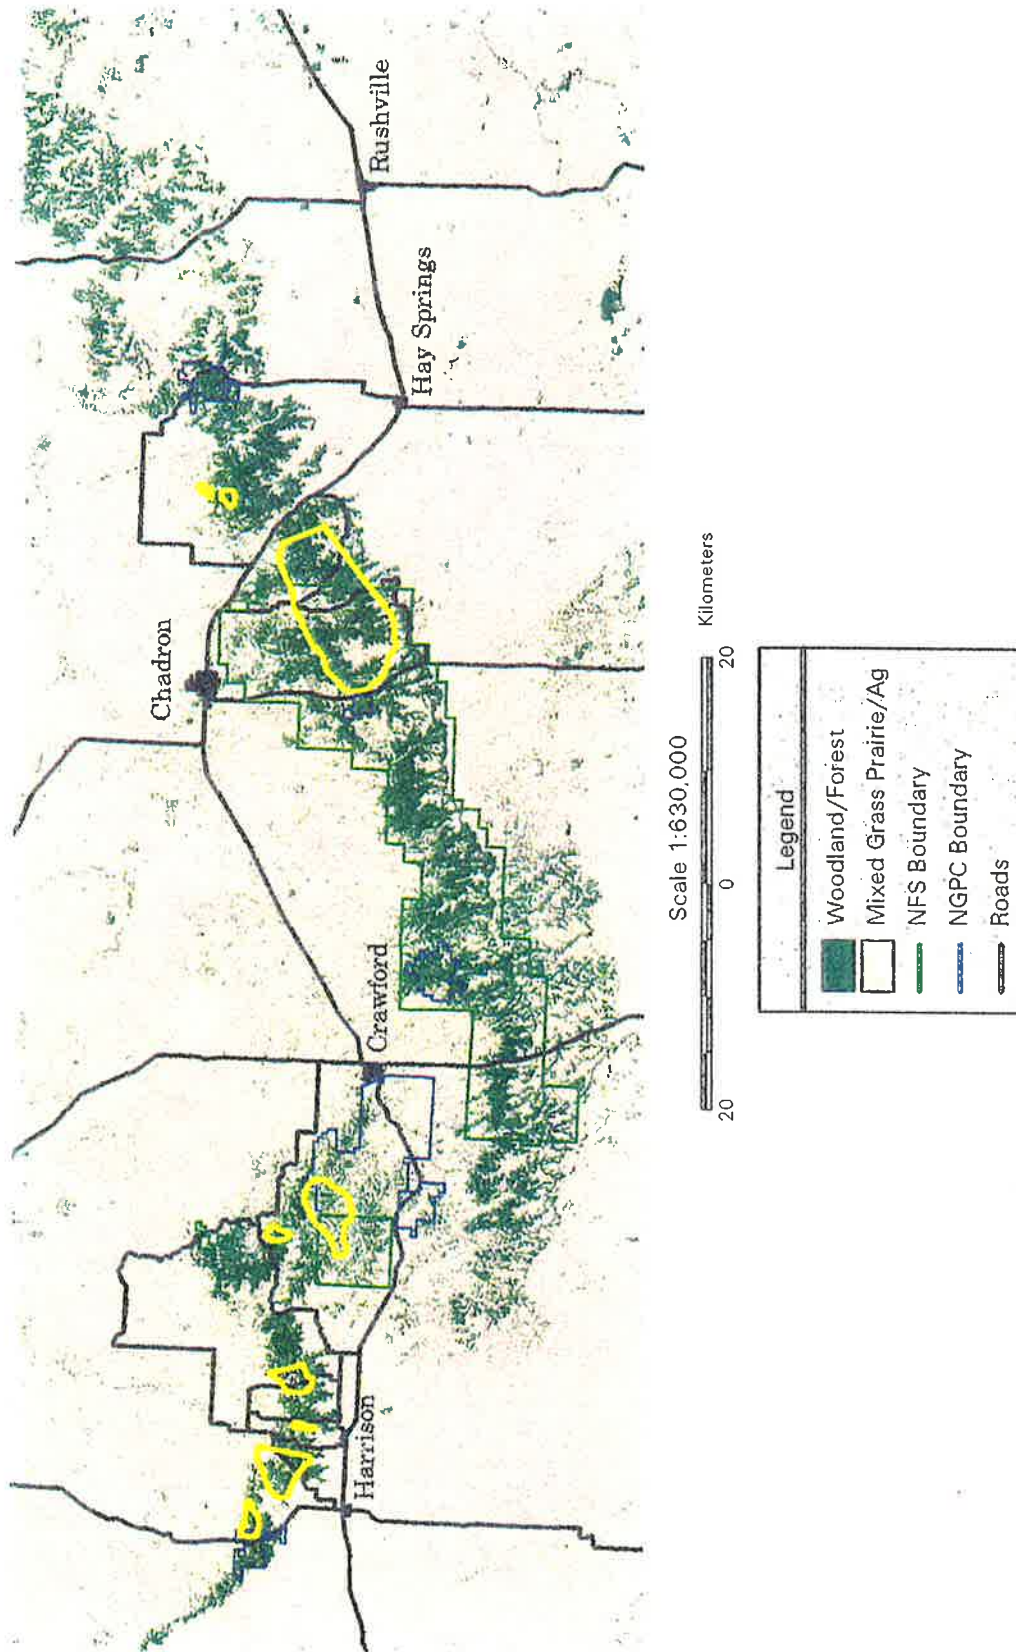 Chadron
Rushville
Hay Springs
Crawford
Harrison
Scale 1:630,000
20
0
20
Kilometers
Legend
Woodland/Forest
Mixed Grass Prairie/Ag
NFS Boundary
NGPC Boundary
Roads